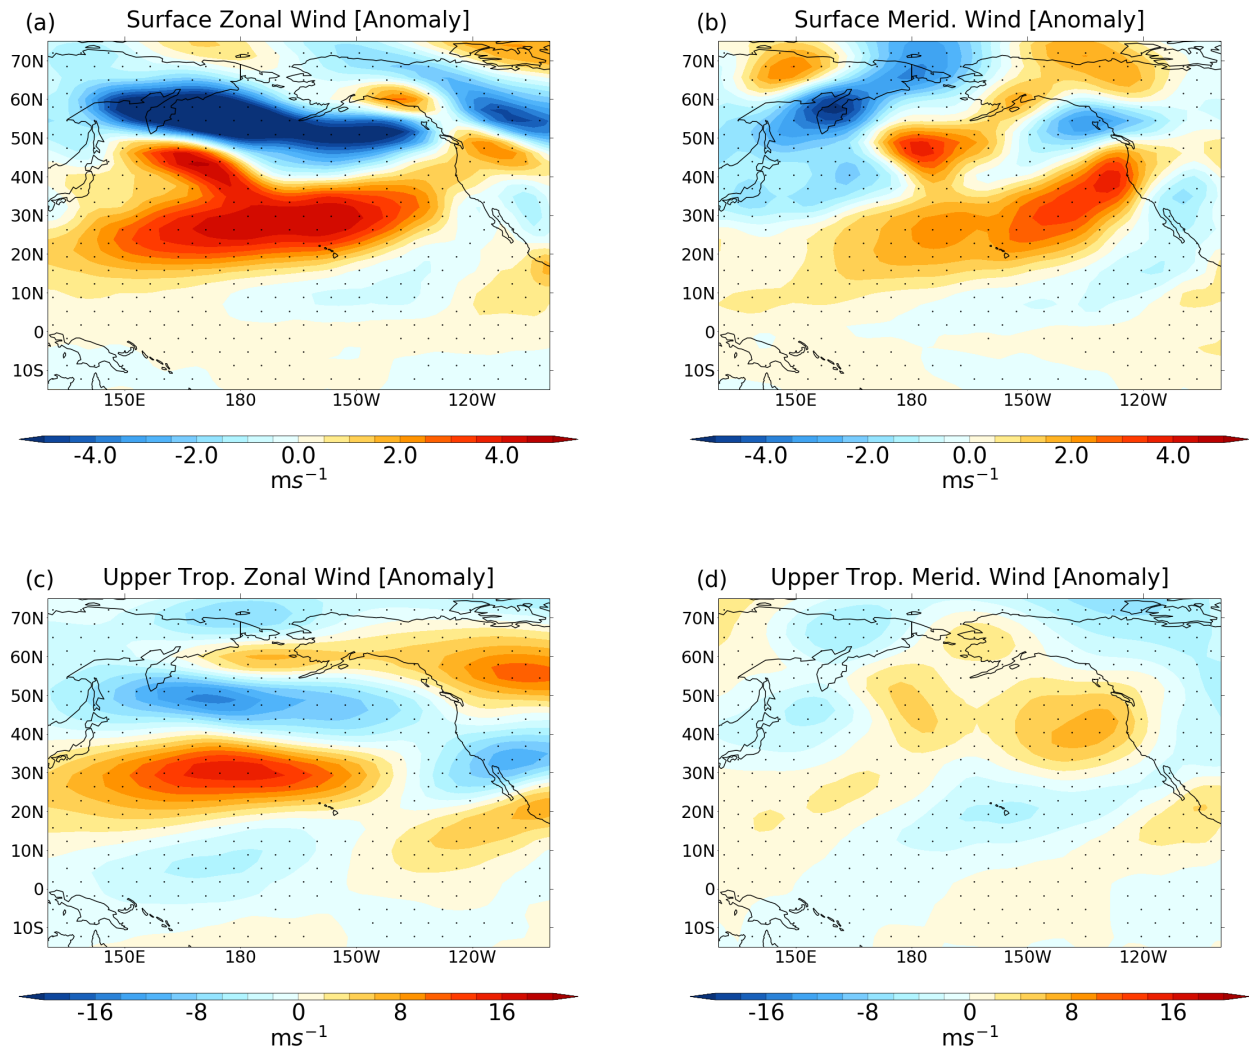 (a) Surface Zonal Wind [Anomaly]
70N
60N
50N
40N
30N
20N
10N
0
10S
150E 180 150W 120W
-4.0 -2.0 0.0 2.0 4.0
ms⁻¹
(b) Surface Merid. Wind [Anomaly]
70N
60N
50N
40N
30N
20N
10N
0
10S
150E 180 150W 120W
-4.0 -2.0 0.0 2.0 4.0
ms⁻¹
(c) Upper Trop. Zonal Wind [Anomaly]
70N
60N
50N
40N
30N
20N
10N
0
10S
150E 180 150W 120W
-16 -8 0 8 16
ms⁻¹
(d) Upper Trop. Merid. Wind [Anomaly]
70N
60N
50N
40N
30N
20N
10N
0
10S
150E 180 150W 120W
-16 -8 0 8 16
ms⁻¹